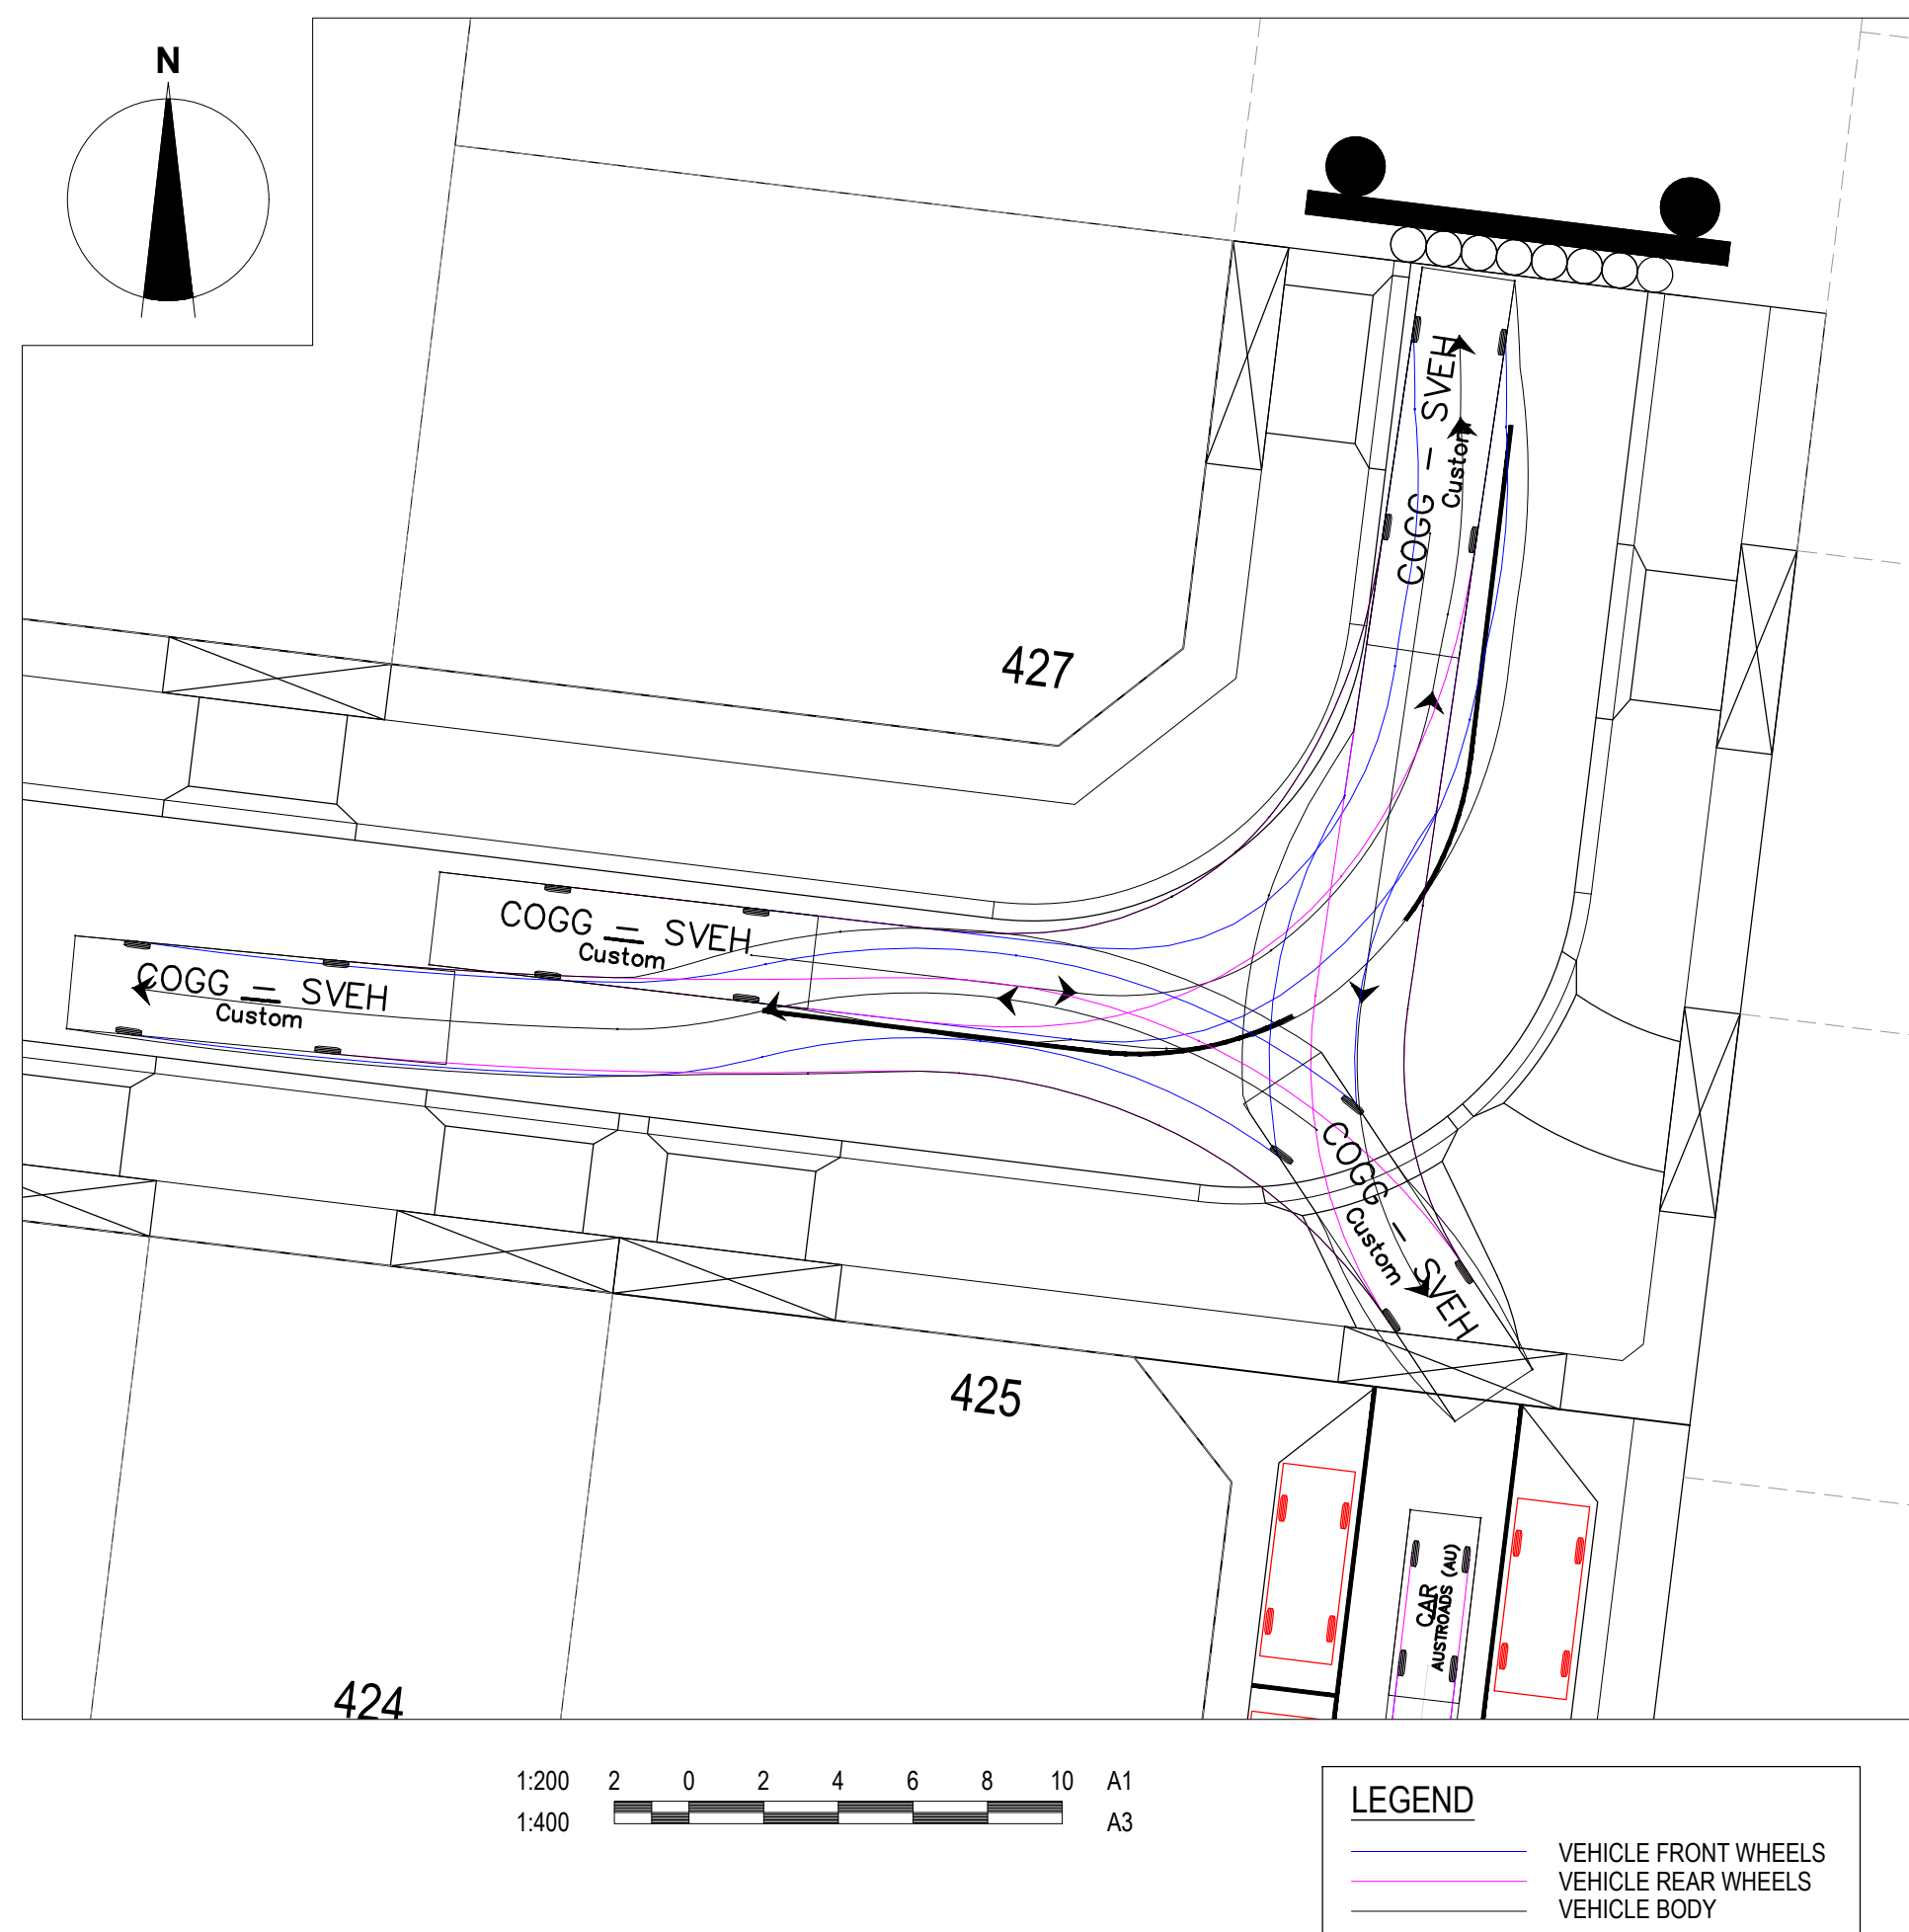 N
COGG – SVEH
Custom
427
COGG – SVEH
Custom
COGG – SVEH
Custom
COGG – SVEH
Custom
425
CAR
AUSTROADS (AU)
424
1:200 2 0 2 4 6 8 10 A1
1:400 A3
LEGEND
VEHICLE FRONT WHEELS
VEHICLE REAR WHEELS
VEHICLE BODY